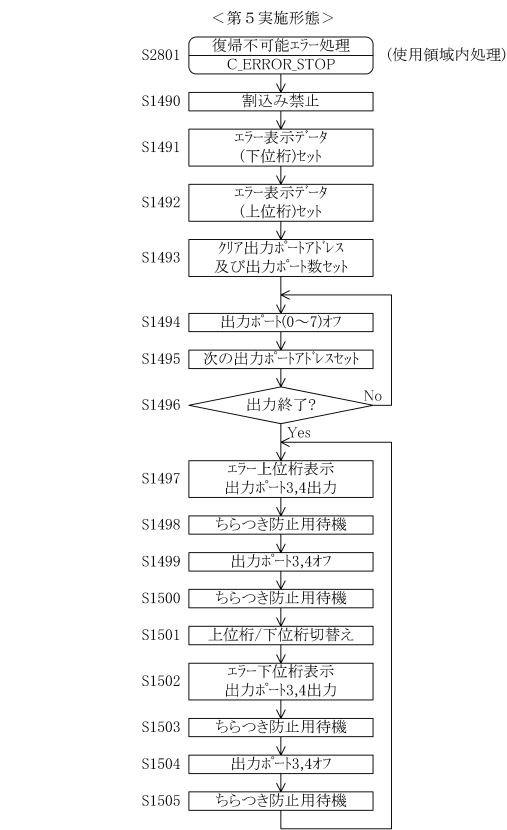 ＜第５実施形態＞
S2801 復帰不可能ｴﾗｰ処理 (使用領域内処理)
C_ERROR_STOP
S1490 割込み禁止
S1491 ｴﾗｰ表示ﾃﾞｰﾀ
(下位桁)ｾｯﾄ
S1492 ｴﾗｰ表示ﾃﾞｰﾀ
(上位桁)ｾｯﾄ
S1493 ｸﾘｱ出力ﾎﾟｰﾄｱﾄﾞﾚｽ
及び出力ﾎﾟｰﾄ数ｾｯﾄ
S1494 出力ﾎﾟｰﾄ(0～7)ｵﾌ
S1495 次の出力ﾎﾟｰﾄｱﾄﾞﾚｽｾｯﾄ
S1496 出力終了? No
Yes
S1497 ｴﾗｰ上位桁表示
出力ﾎﾟｰﾄ3,4出力
S1498 ちらつき防止用待機
S1499 出力ﾎﾟｰﾄ3,4ｵﾌ
S1500 ちらつき防止用待機
S1501 上位桁/下位桁切替え
S1502 ｴﾗｰ下位桁表示
出力ﾎﾟｰﾄ3,4出力
S1503 ちらつき防止用待機
S1504 出力ﾎﾟｰﾄ3,4ｵﾌ
S1505 ちらつき防止用待機